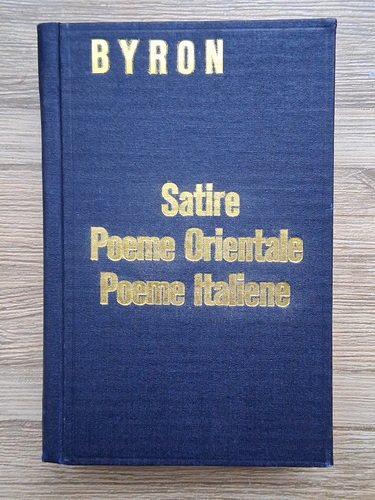 BYRON
Satire
Poeme Orientale
Poeme Italiene